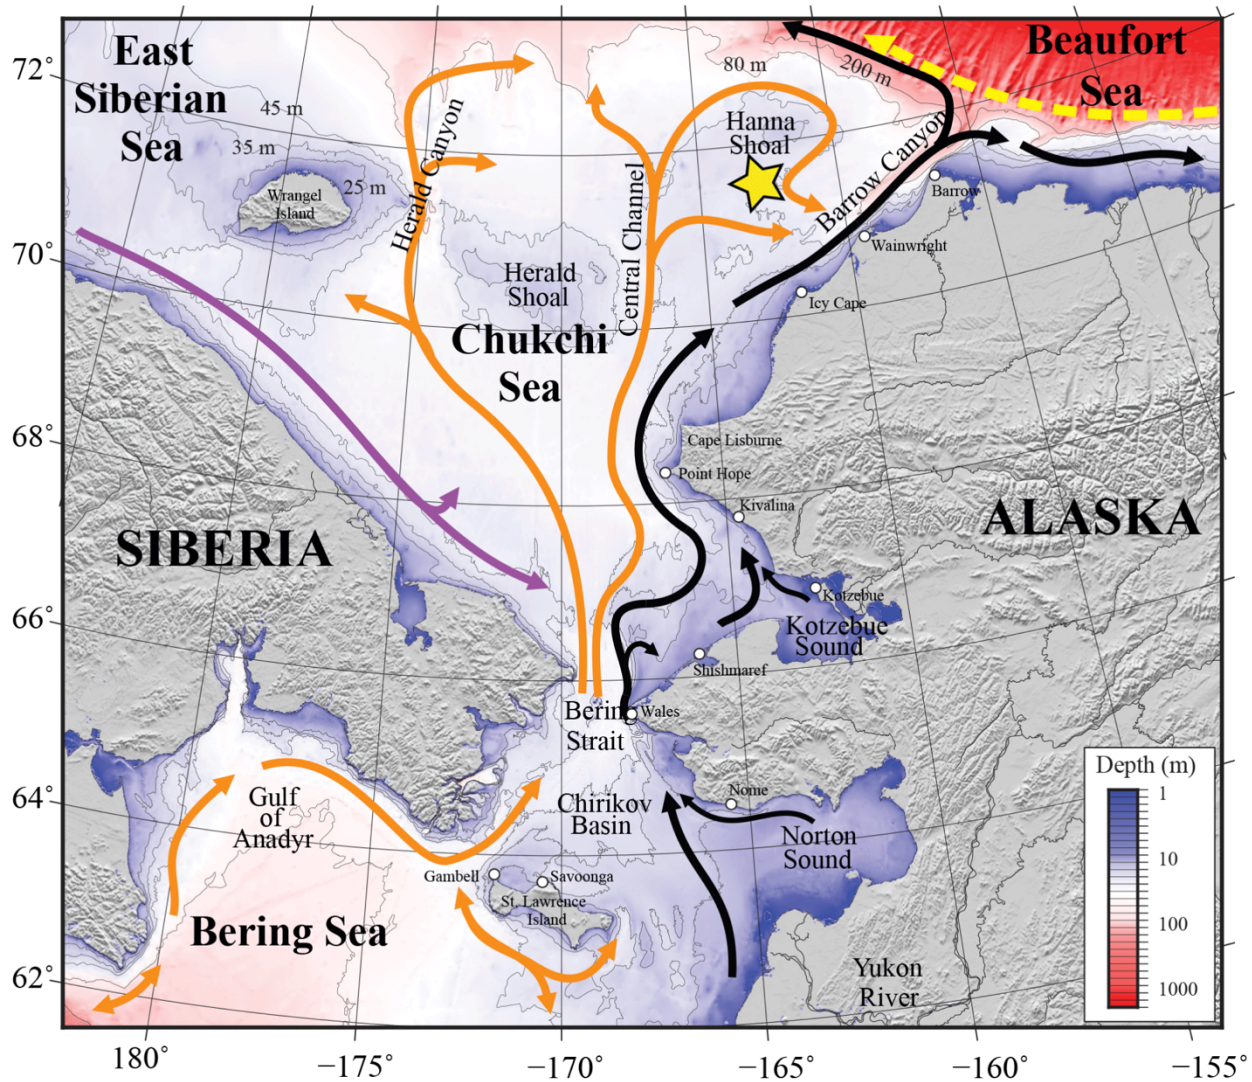 East
Siberian
Sea
Beaufort
Sea
72°
70°
68°
66°
64°
62°
45 m
35 m
25 m
80 m
200 m
Wrangel
Island
Herald Canyon
Hanna
Shoal
Barrow Canyon
Barrow
Wainwright
Icy Cape
Central Channel
Herald
Shoal
Chukchi
Sea
Cape Lisburne
Point Hope
Kivalina
ALASKA
SIBERIA
Kotzebue
Kotzebue
Sound
Shishmaref
Bering
Strait
Wales
Gulf
of
Anadyr
Chirikov
Basin
Nome
Norton
Sound
Gambell
Savoonga
St. Lawrence
Island
Bering Sea
Yukon
River
Depth (m)
1
10
100
1000
180°
−175°
−170°
−165°
−160°
−155°